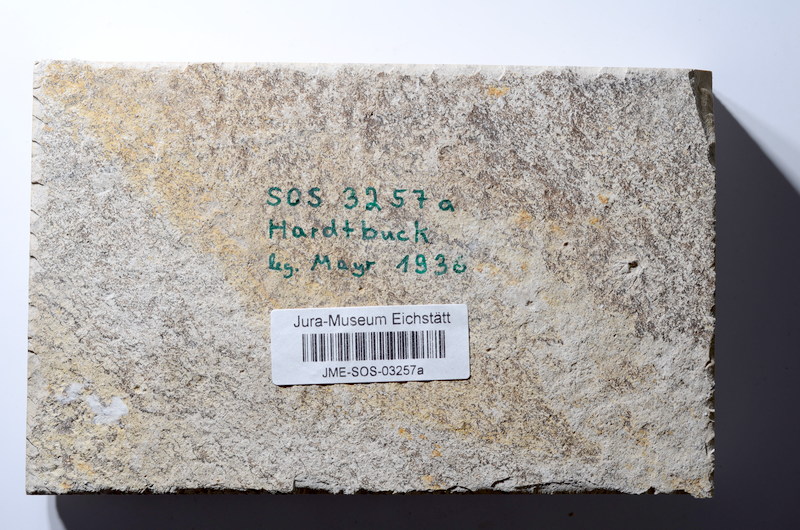 SOS 3257a
Hardtbuck
leg. Mayr 1936
Jura-Museum Eichstätt
JME-SOS-03257a